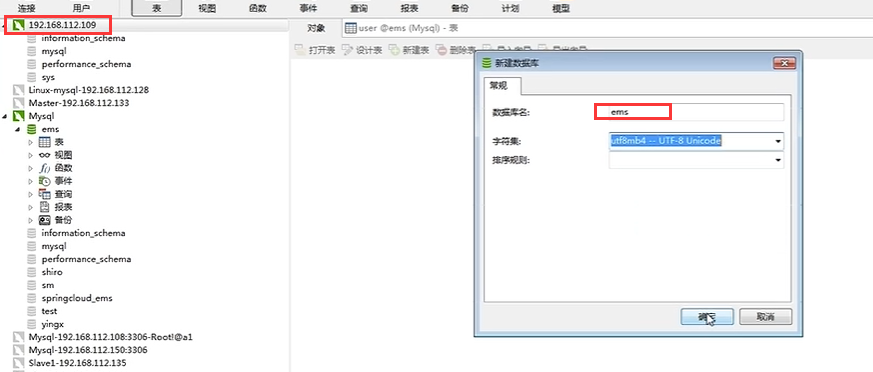 连接 用户 表 视图 函数 事件 查询 报表 备份 计划 模型
192.168.112.109
information_schema
mysql
performance_schema
sys
Linux-mysql-192.168.112.128
Master-192.168.112.133
Mysql
ems
表
视图
f() 函数
事件
查询
报表
备份
information_schema
mysql
performance_schema
shiro
sm
springcloud_ems
test
yingx
Mysql-192.168.112.108:3306-Root!@a1
Mysql-192.168.112.150:3306
Slave1-192.168.112.135
对象 user @ems (Mysql) - 表
打开表 设计表 新建表 删除表
新建数据库
常规
数据库名: ems
字符集: utf8mb4 -- UTF-8 Unicode
排序规则:
确定 取消